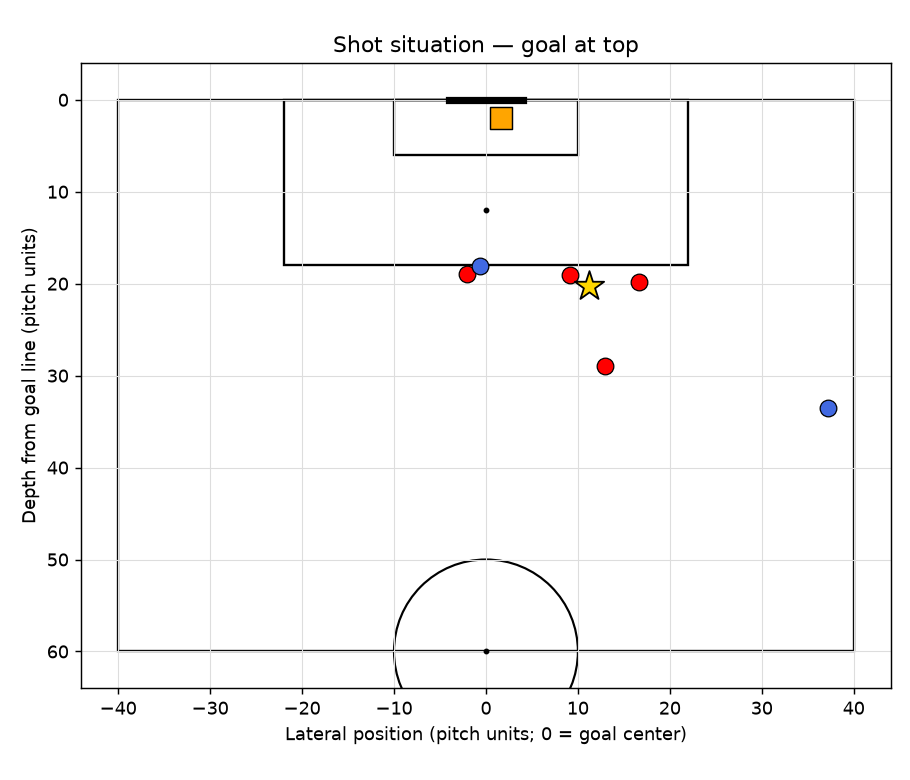 Shot situation — goal at top
0
10
20
30
40
50
60
Depth from goal line (pitch units)
−40 −30 −20 −10 0 10 20 30 40
Lateral position (pitch units; 0 = goal center)